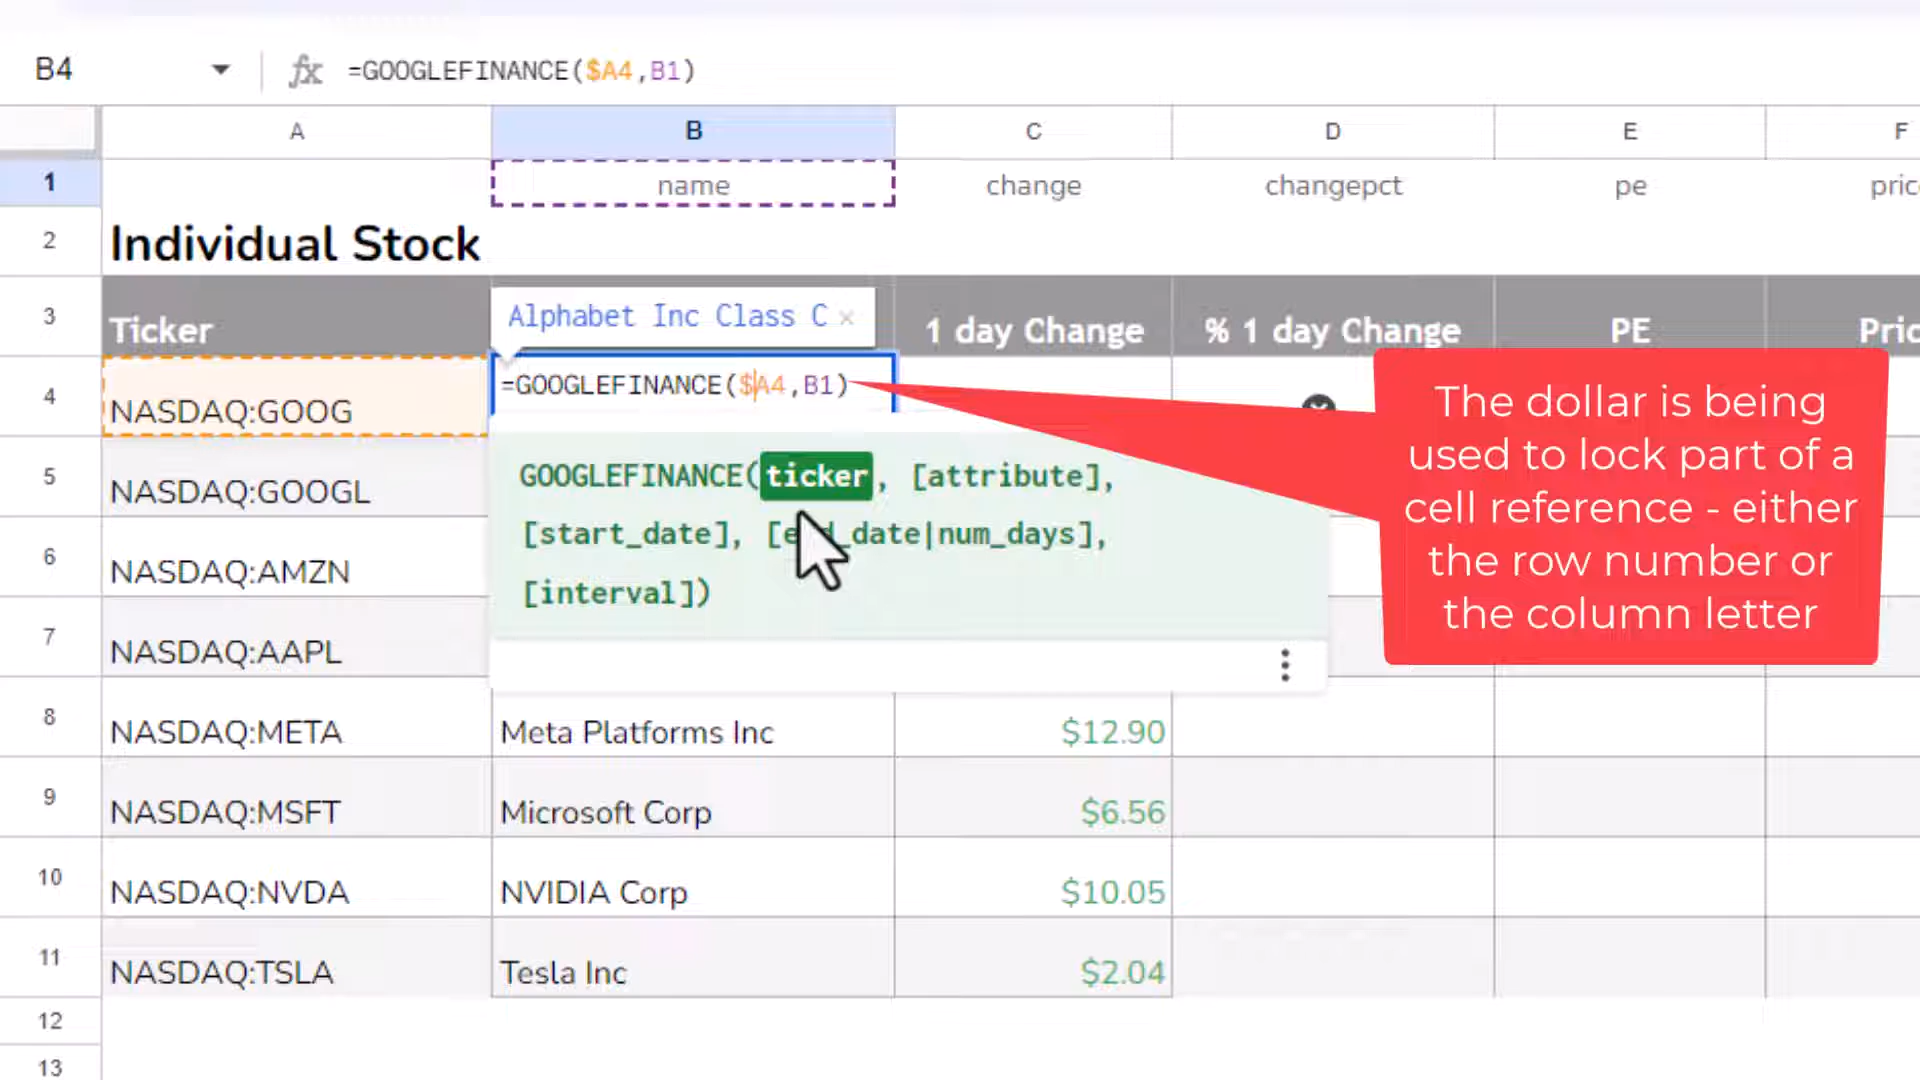 B4 fx =GOOGLEFINANCE($A4,B1)
A B C D E F
1 name change changepct pe pric
2 Individual Stock
3 Ticker 1 day Change % 1 day Change PE Pric
Alphabet Inc Class C ×
4 NASDAQ:GOOG =GOOGLEFINANCE($A4,B1)
5 NASDAQ:GOOGL
6 NASDAQ:AMZN
7 NASDAQ:AAPL
GOOGLEFINANCE(ticker, [attribute],
[start_date], [end_date|num_days],
[interval])
The dollar is being
used to lock part of a
cell reference - either
the row number or
the column letter
8 NASDAQ:META Meta Platforms Inc $12.90
9 NASDAQ:MSFT Microsoft Corp $6.56
10 NASDAQ:NVDA NVIDIA Corp $10.05
11 NASDAQ:TSLA Tesla Inc $2.04
12
13